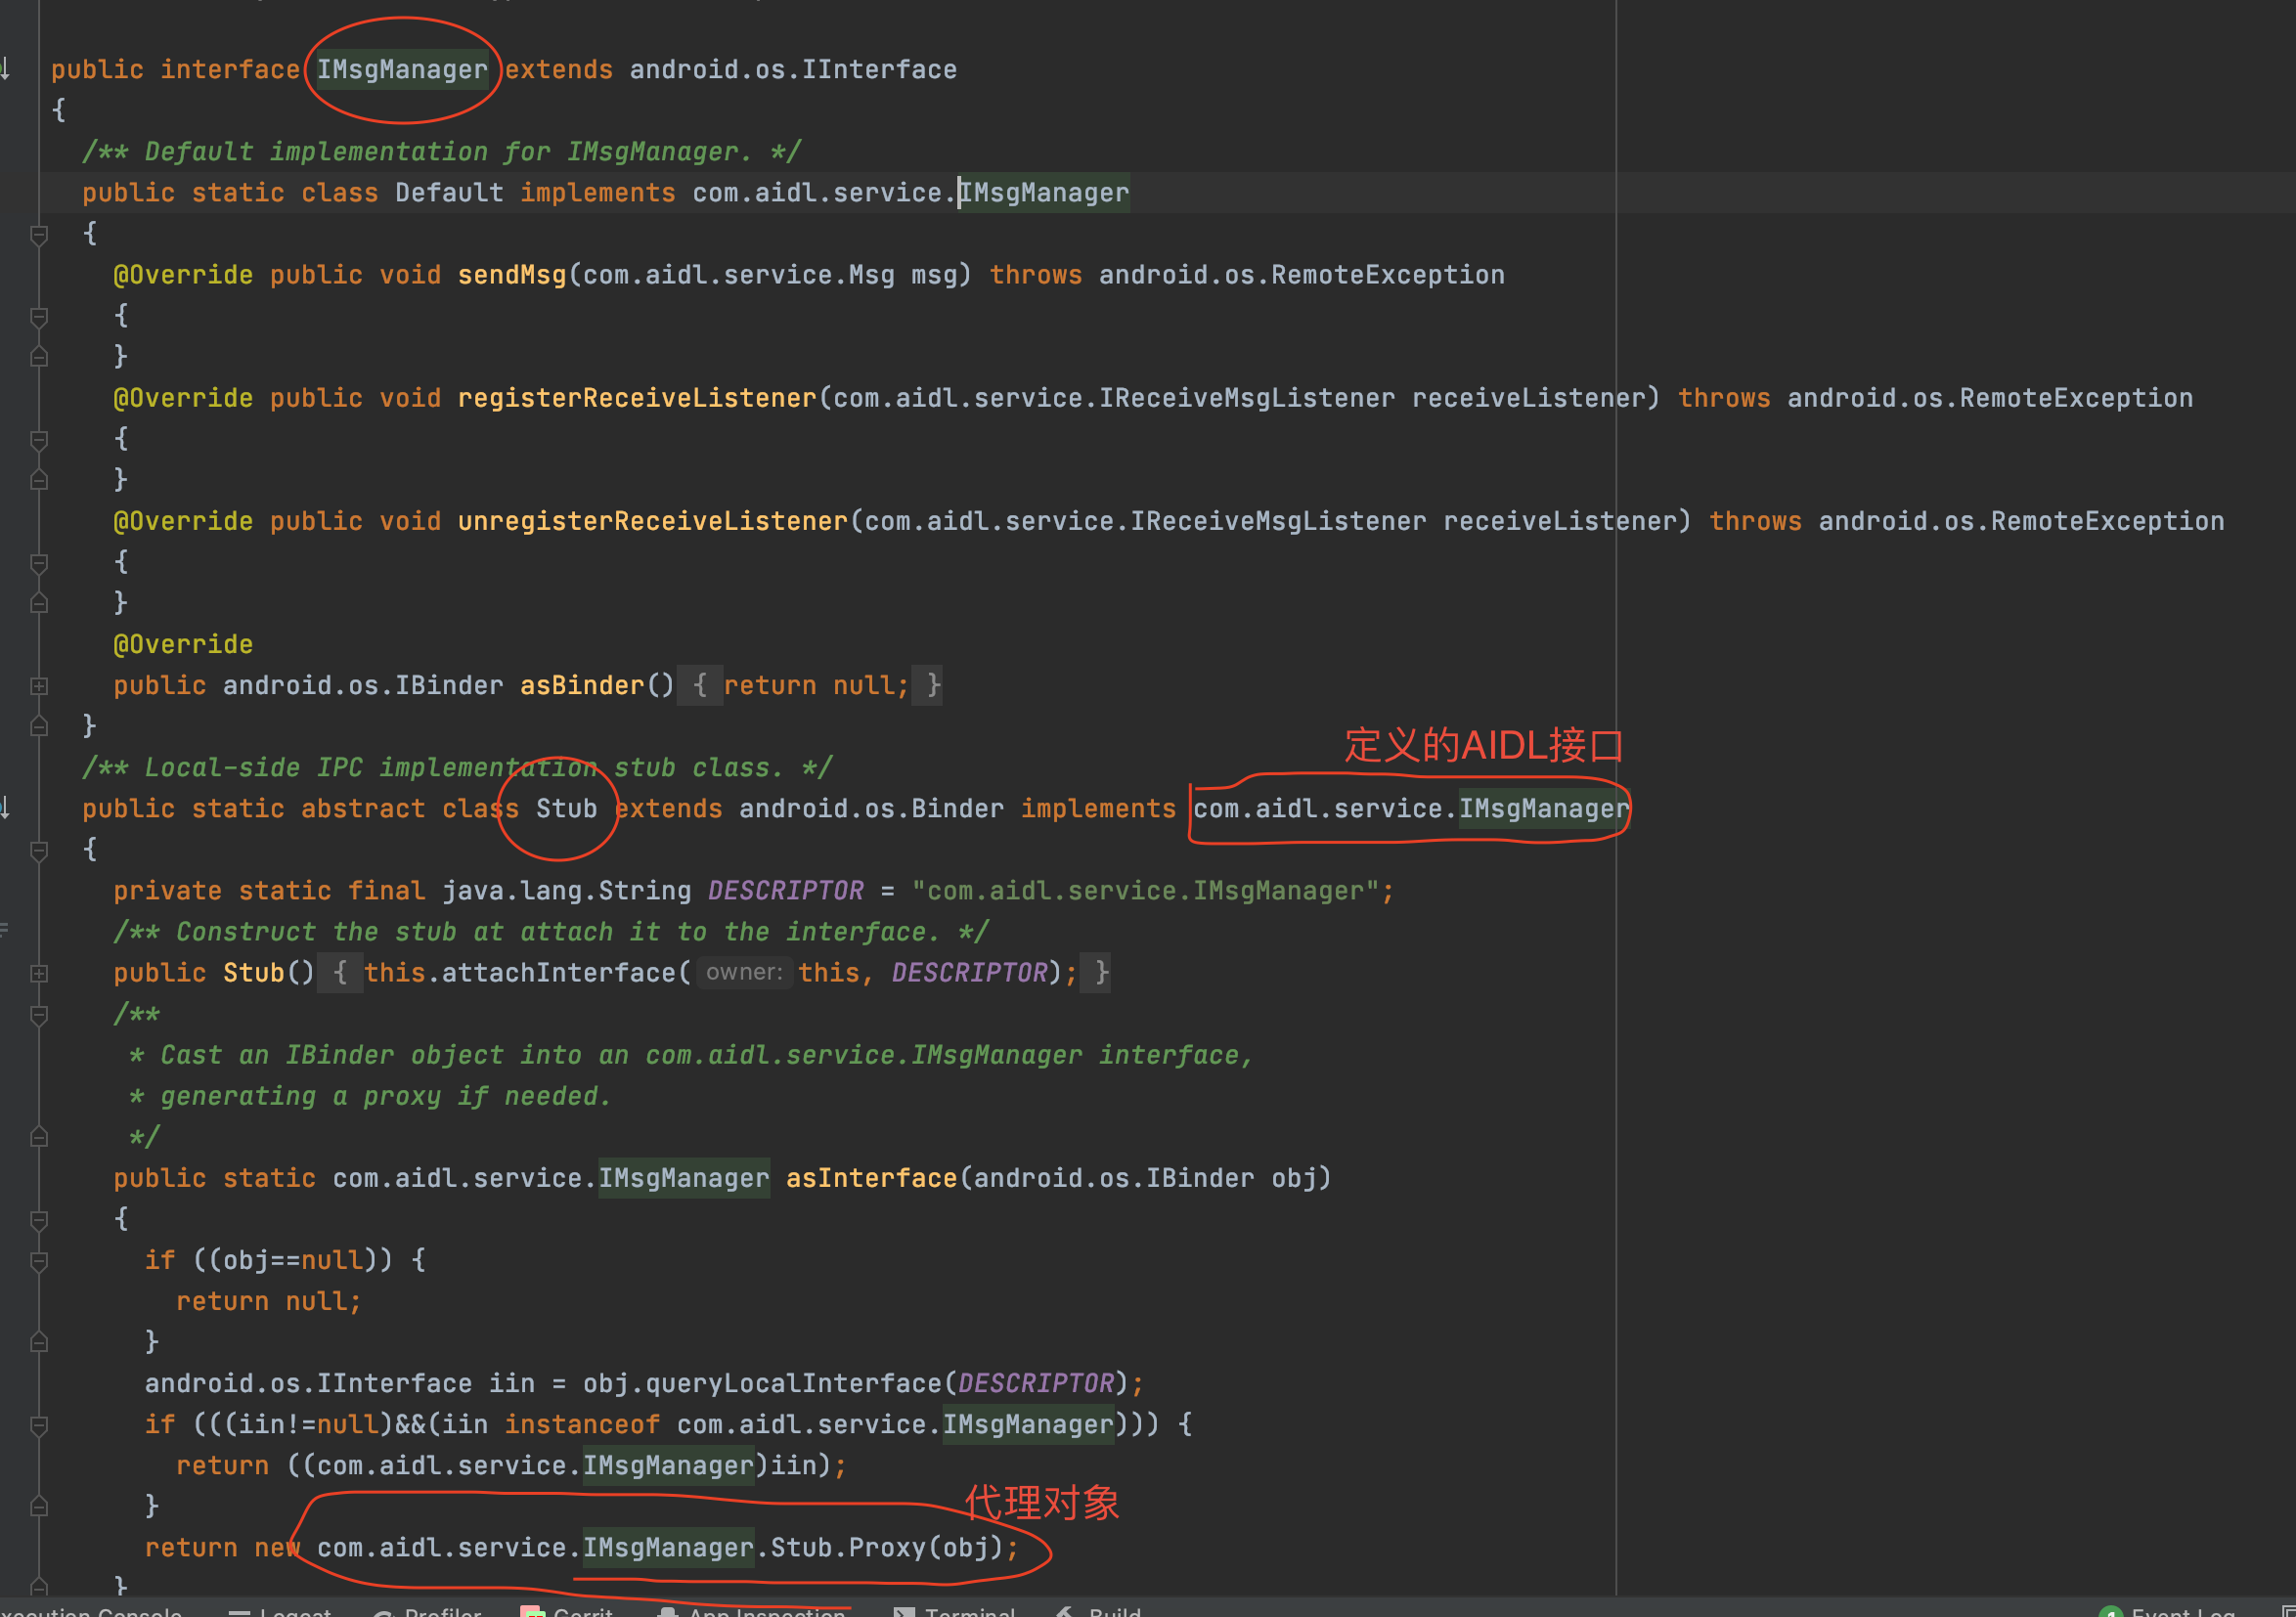 public interface IMsgManager extends android.os.IInterface
{
/** Default implementation for IMsgManager. */
public static class Default implements com.aidl.service.IMsgManager
{
@Override public void sendMsg(com.aidl.service.Msg msg) throws android.os.RemoteException
{
}
@Override public void registerReceiveListener(com.aidl.service.IReceiveMsgListener receiveListener) throws android.os.RemoteException
{
}
@Override public void unregisterReceiveListener(com.aidl.service.IReceiveMsgListener receiveListener) throws android.os.RemoteException
{
}
@Override
public android.os.IBinder asBinder() { return null; }
}
定义的AIDL接口
/** Local-side IPC implementation stub class. */
public static abstract class Stub extends android.os.Binder implements com.aidl.service.IMsgManager
{
private static final java.lang.String DESCRIPTOR = "com.aidl.service.IMsgManager";
/** Construct the stub at attach it to the interface. */
public Stub() { this.attachInterface( owner: this, DESCRIPTOR); }
/**
* Cast an IBinder object into an com.aidl.service.IMsgManager interface,
* generating a proxy if needed.
*/
public static com.aidl.service.IMsgManager asInterface(android.os.IBinder obj)
{
if ((obj==null)) {
return null;
}
android.os.IInterface iin = obj.queryLocalInterface(DESCRIPTOR);
if (((iin!=null)&&(iin instanceof com.aidl.service.IMsgManager))) {
return ((com.aidl.service.IMsgManager)iin);
}
代理对象
return new com.aidl.service.IMsgManager.Stub.Proxy(obj);
}
Execution Console Logcat Profiler Gerrit App Inspection Terminal Build 1 Event Log